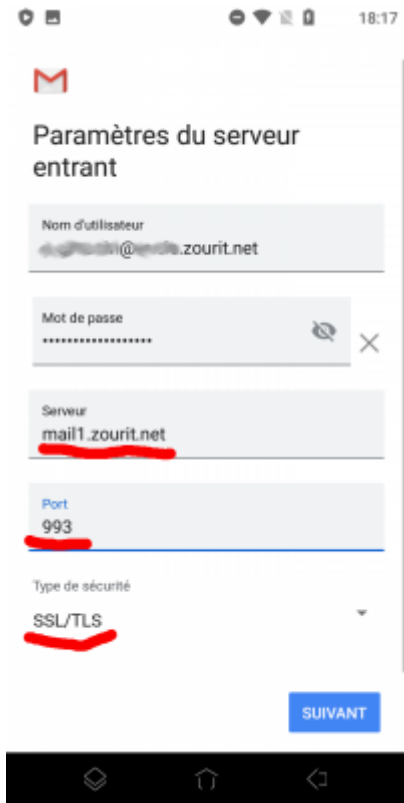 18:17
Paramètres du serveur
entrant
Nom d'utilisateur
@ .zourit.net
Mot de passe
••••••••••••••••••
Serveur
mail1.zourit.net
Port
993
Type de sécurité
SSL/TLS
SUIVANT